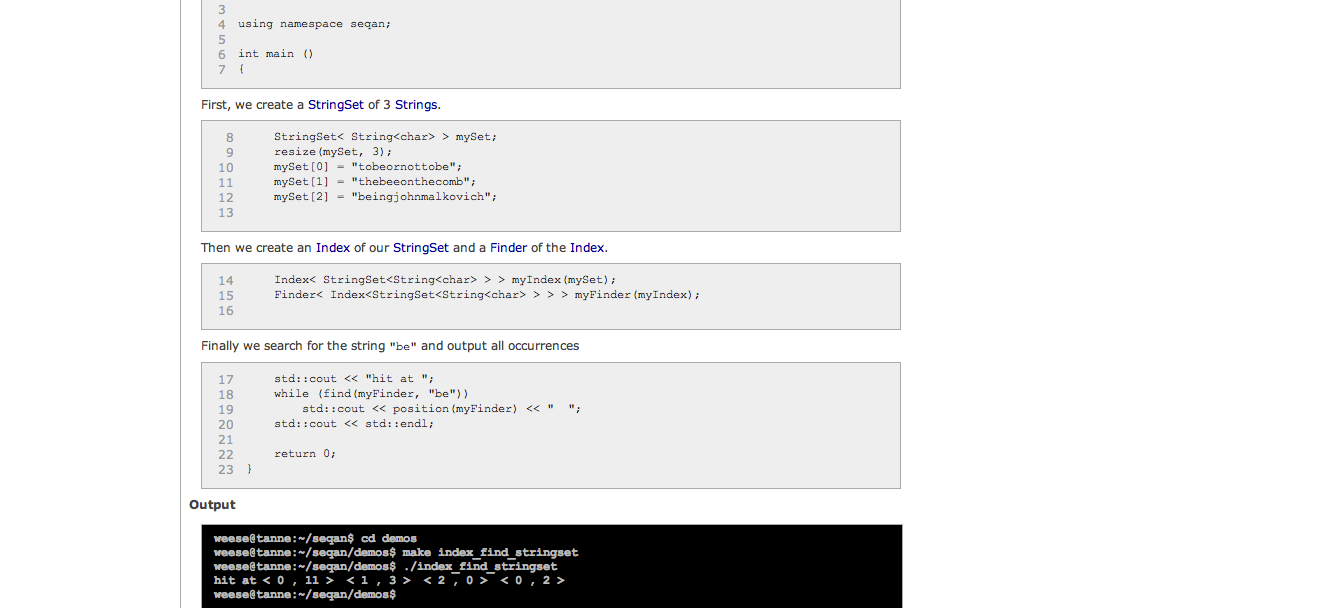 3
4 using namespace seqan;
5
6 int main ()
7 {
First, we create a StringSet of 3 Strings.
8 StringSet< String<char> > mySet;
9 resize(mySet, 3);
10 mySet[0] = "tobeornottobe";
11 mySet[1] = "thebeeonthecomb";
12 mySet[2] = "beingjohnmalkovich";
13
Then we create an Index of our StringSet and a Finder of the Index.
14 Index< StringSet<String<char> > > myIndex(mySet);
15 Finder< Index<StringSet<String<char> > > > myFinder(myIndex);
16
Finally we search for the string "be" and output all occurrences
17 std::cout << "hit at ";
18 while (find(myFinder, "be"))
19 std::cout << position(myFinder) << "  ";
20 std::cout << std::endl;
21
22 return 0;
23 }
Output
weese@tanne:~/seqan$ cd demos
weese@tanne:~/seqan/demos$ make index_find_stringset
weese@tanne:~/seqan/demos$ ./index_find_stringset
hit at < 0 , 11 >  < 1 , 3 >  < 2 , 0 >  < 0 , 2 >
weese@tanne:~/seqan/demos$